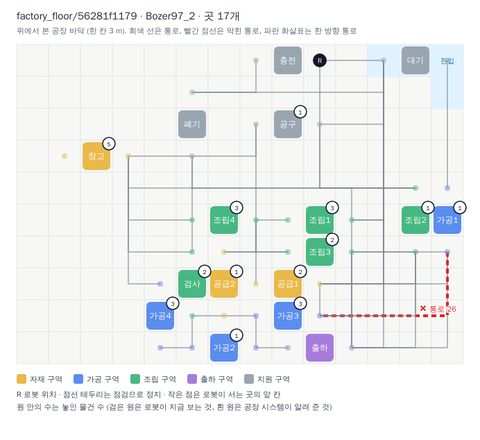 factory_floor/56281f1179 · Bozer97_2 · 곳 17개
위에서 본 공장 바닥 (한 칸 3 m). 회색 선은 통로, 빨간 점선은 막힌 통로, 파란 화살표는 한 방향 통로
충전
R
대기
진입
폐기
공구
1
창고
5
조립4
3
조립1
3
조립2
1
가공1
1
조립3
2
검사
2
공급2
1
공급1
2
가공4
3
가공3
3
✕ 통로 26
가공2
1
출하
자재 구역
가공 구역
조립 구역
출하 구역
지원 구역
R 로봇 위치 · 점선 테두리는 점검으로 정지 · 작은 점은 로봇이 서는 곳의 앞 칸
원 안의 수는 놓인 물건 수 (검은 원은 로봇이 지금 보는 것, 흰 원은 공장 시스템이 알려 준 것)